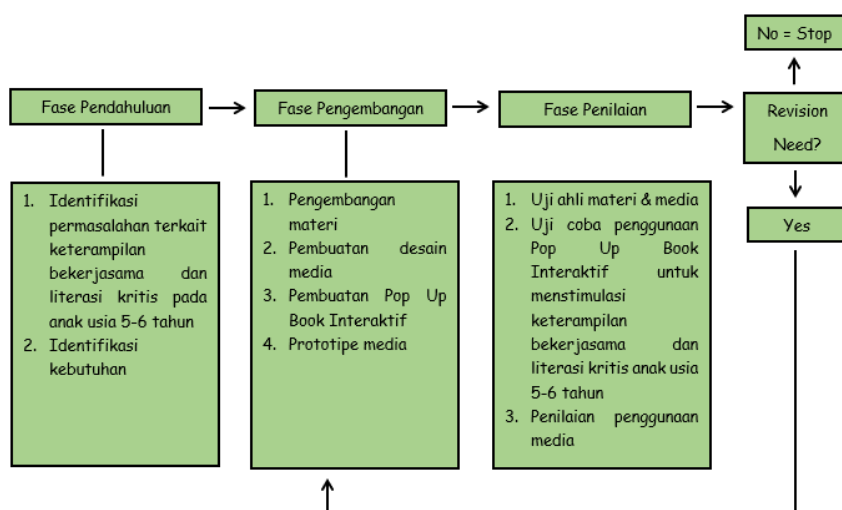 No = Stop
Fase Pendahuluan
Fase Pengembangan
Fase Penilaian
Revision
Need?
Yes
1. Identifikasi
permasalahan terkait
keterampilan
bekerjasama dan
literasi kritis pada
anak usia 5-6 tahun
2. Identifikasi
kebutuhan
1. Pengembangan
materi
2. Pembuatan desain
media
3. Pembuatan Pop Up
Book Interaktif
4. Prototipe media
1. Uji ahli materi & media
2. Uji coba penggunaan
Pop Up Book
Interaktif untuk
menstimulasi
keterampilan
bekerjasama dan
literasi kritis anak usia
5-6 tahun
3. Penilaian penggunaan
media